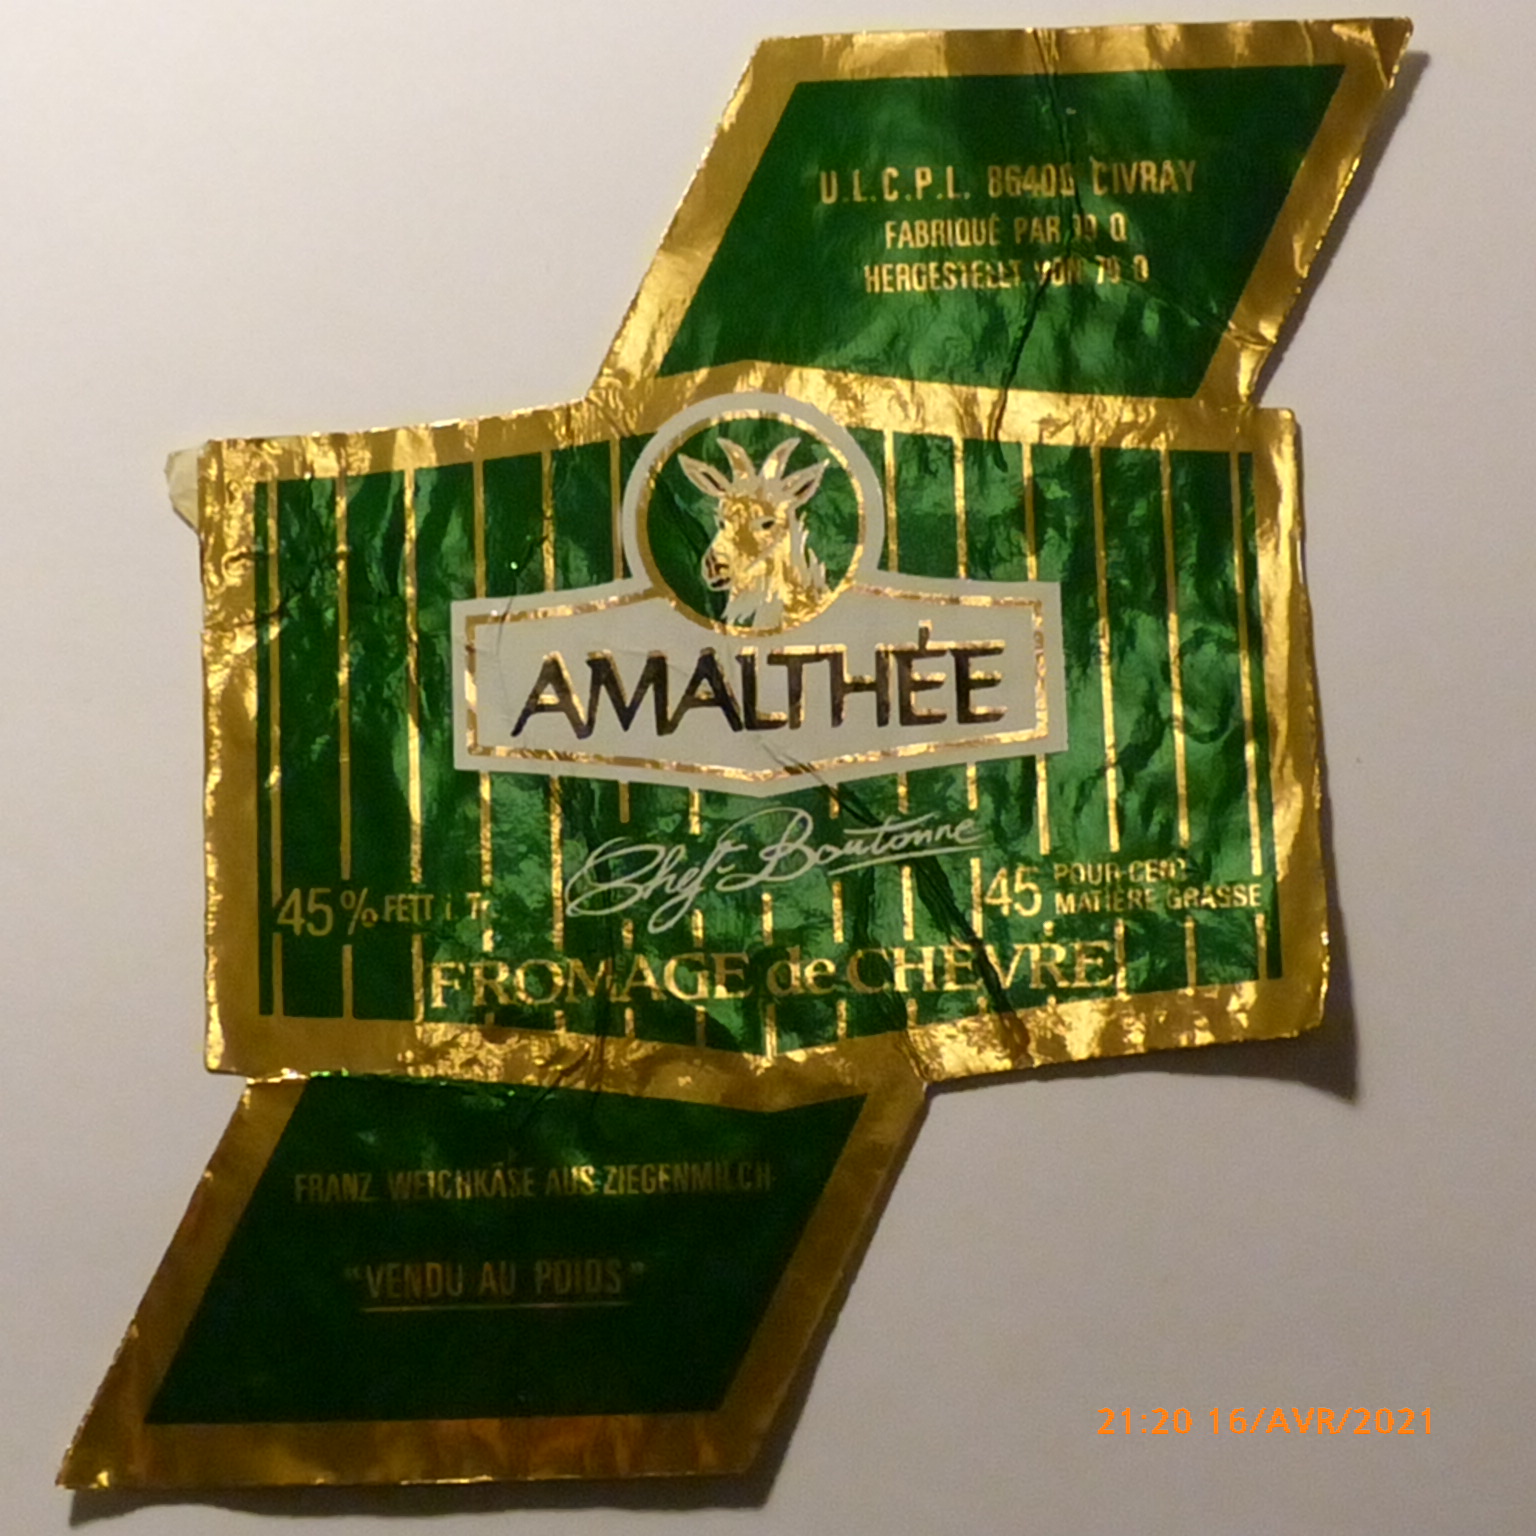 U.L.C.P.L. 86400 CIVRAY
FABRIQUÉ PAR 79 Q
HERGESTELLT VON 79 Q
AMALTHÉE
Chef-Boutonne
45% FETT i Tr.
45 POUR CENT
MATIÈRE GRASSE
FROMAGE de CHÈVRE
FRANZ. WEICHKÄSE AUS ZIEGENMILCH
"VENDU AU POIDS"
21:20 16/AVR/2021